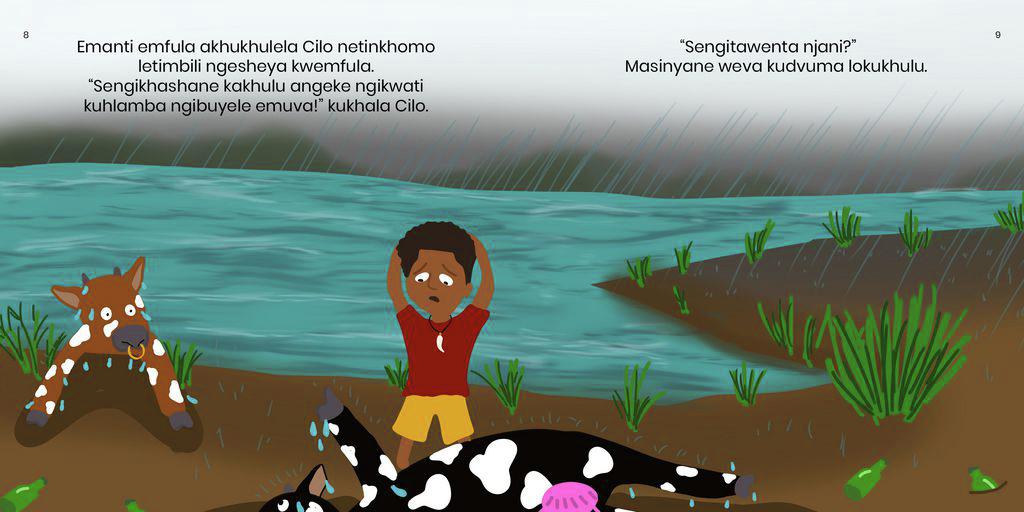 8
Emanti emfula akhukhulela Cilo netinkhomo
letimbili ngesheya kwemfula.
“Sengikhashane kakhulu angeke ngikwati
kuhlamba ngibuyele emuva!” kukhala Cilo.
9
“Sengitawenta njani?”
Masinyane weva kudvuma lokukhulu.